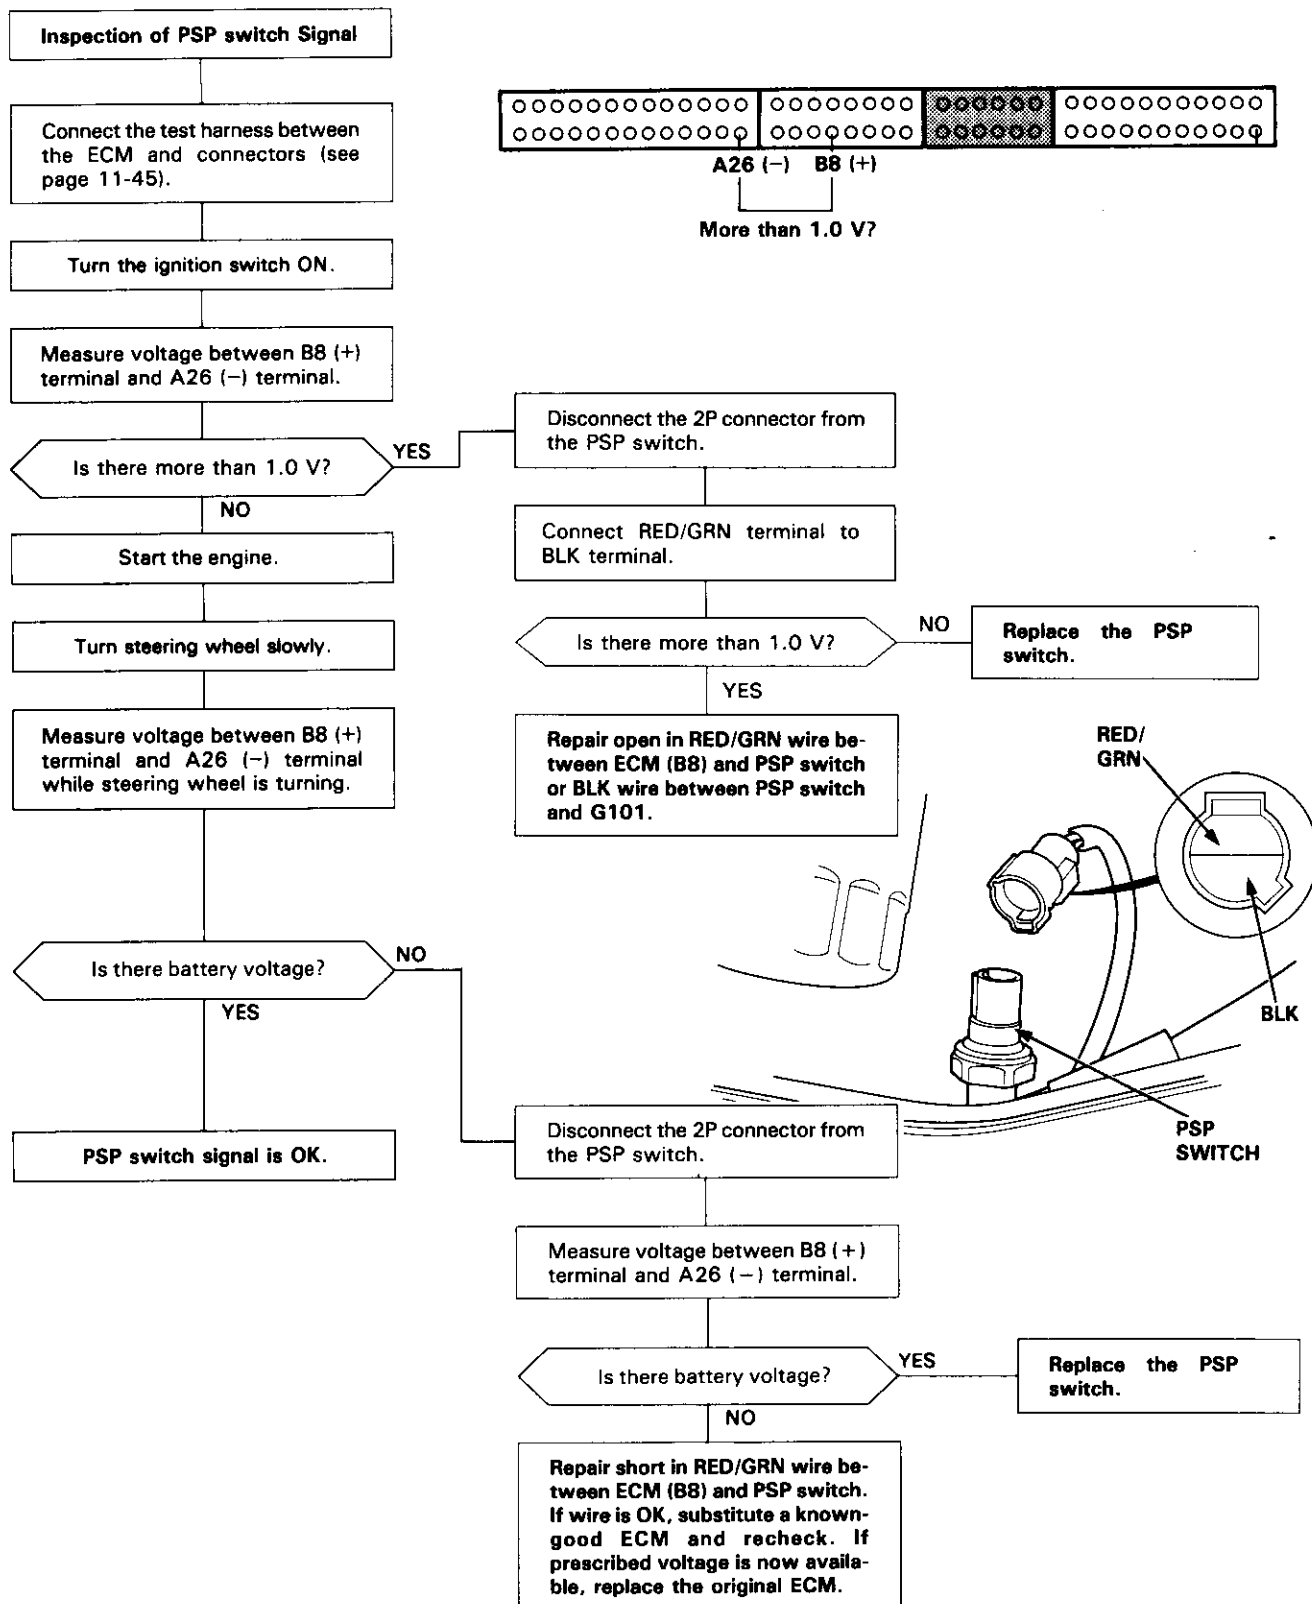 Inspection of PSP switch Signal
Connect the test harness between
the ECM and connectors (see
page 11-45).
Turn the ignition switch ON.
Measure voltage between B8 (+)
terminal and A26 (−) terminal.
Is there more than 1.0 V?
YES
NO
Start the engine.
Turn steering wheel slowly.
Measure voltage between B8 (+)
terminal and A26 (−) terminal
while steering wheel is turning.
Is there battery voltage?
NO
YES
PSP switch signal is OK.
A26 (−) B8 (+)
More than 1.0 V?
Disconnect the 2P connector from
the PSP switch.
Connect RED/GRN terminal to
BLK terminal.
Is there more than 1.0 V?
NO
Replace the PSP
switch.
YES
Repair open in RED/GRN wire be-
tween ECM (B8) and PSP switch
or BLK wire between PSP switch
and G101.
RED/
GRN
BLK
PSP
SWITCH
Disconnect the 2P connector from
the PSP switch.
Measure voltage between B8 (+)
terminal and A26 (−) terminal.
Is there battery voltage?
YES
Replace the PSP
switch.
NO
Repair short in RED/GRN wire be-
tween ECM (B8) and PSP switch.
If wire is OK, substitute a known-
good ECM and recheck. If
prescribed voltage is now availa-
ble, replace the original ECM.